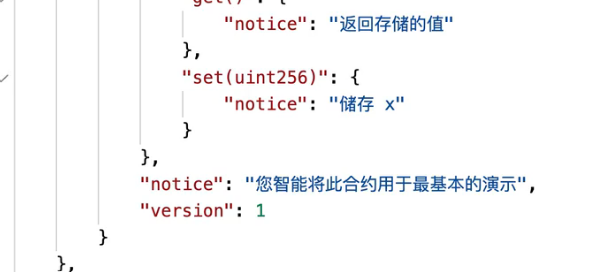 "get()": {
"notice": "返回存储的值"
},
"set(uint256)": {
"notice": "储存 x"
}
},
"notice": "您智能将此合约用于最基本的演示",
"version": 1
}
},